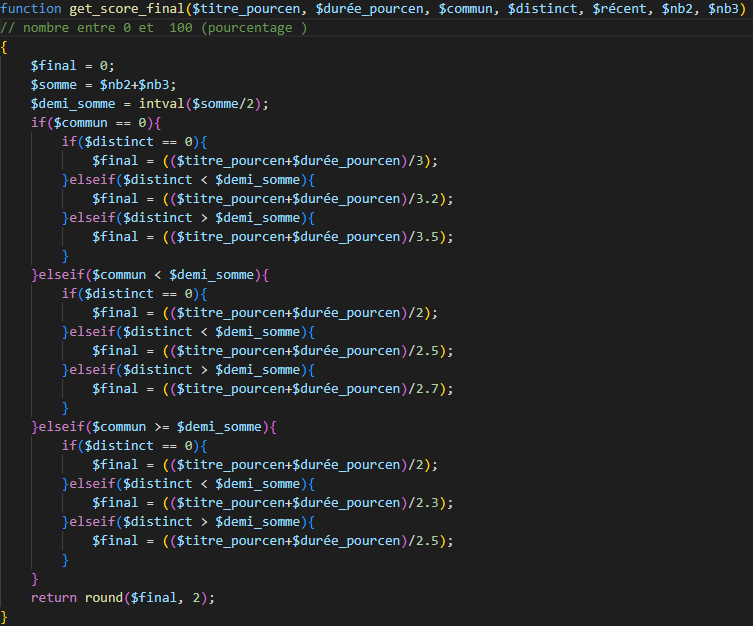 function get_score_final($titre_pourcen, $durée_pourcen, $commun, $distinct, $récent, $nb2, $nb3)
// nombre entre 0 et  100 (pourcentage )
{
    $final = 0;
    $somme = $nb2+$nb3;
    $demi_somme = intval($somme/2);
    if($commun == 0){
        if($distinct == 0){
            $final = (($titre_pourcen+$durée_pourcen)/3);
        }elseif($distinct < $demi_somme){
            $final = (($titre_pourcen+$durée_pourcen)/3.2);
        }elseif($distinct > $demi_somme){
            $final = (($titre_pourcen+$durée_pourcen)/3.5);
        }
    }elseif($commun < $demi_somme){
        if($distinct == 0){
            $final = (($titre_pourcen+$durée_pourcen)/2);
        }elseif($distinct < $demi_somme){
            $final = (($titre_pourcen+$durée_pourcen)/2.5);
        }elseif($distinct > $demi_somme){
            $final = (($titre_pourcen+$durée_pourcen)/2.7);
        }
    }elseif($commun >= $demi_somme){
        if($distinct == 0){
            $final = (($titre_pourcen+$durée_pourcen)/2);
        }elseif($distinct < $demi_somme){
            $final = (($titre_pourcen+$durée_pourcen)/2.3);
        }elseif($distinct > $demi_somme){
            $final = (($titre_pourcen+$durée_pourcen)/2.5);
        }
    }
    return round($final, 2);
}